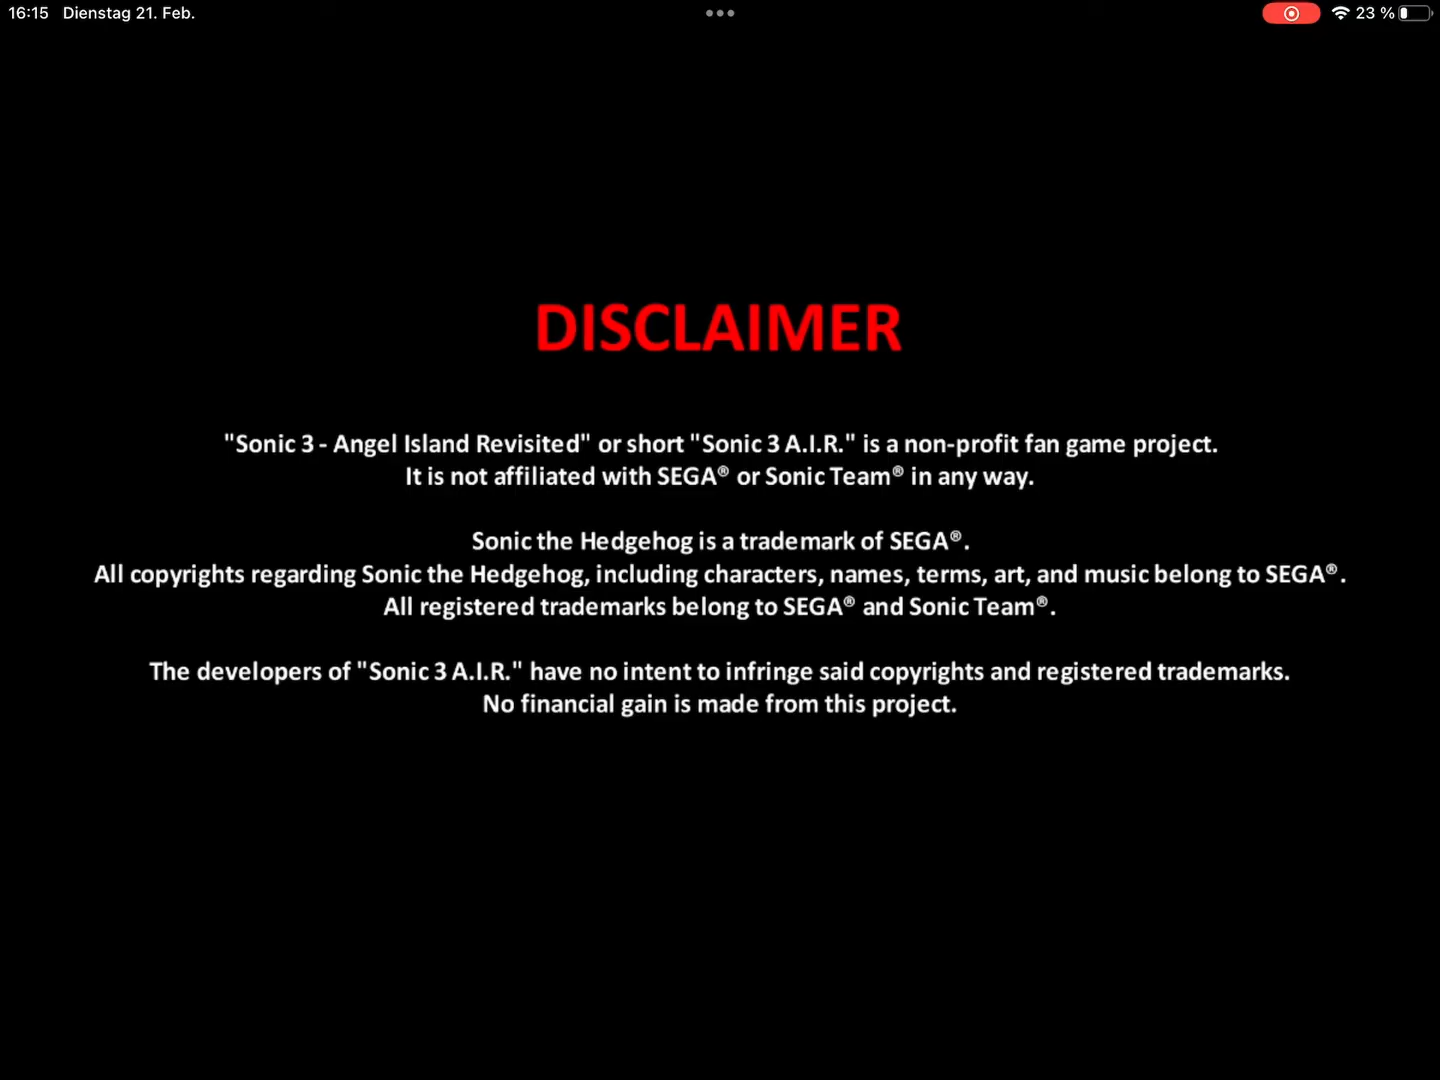 16:15 Dienstag 21. Feb.
23 %
DISCLAIMER
"Sonic 3 - Angel Island Revisited" or short "Sonic 3 A.I.R." is a non-profit fan game project.
It is not affiliated with SEGA® or Sonic Team® in any way.
Sonic the Hedgehog is a trademark of SEGA®.
All copyrights regarding Sonic the Hedgehog, including characters, names, terms, art, and music belong to SEGA®.
All registered trademarks belong to SEGA® and Sonic Team®.
The developers of "Sonic 3 A.I.R." have no intent to infringe said copyrights and registered trademarks.
No financial gain is made from this project.